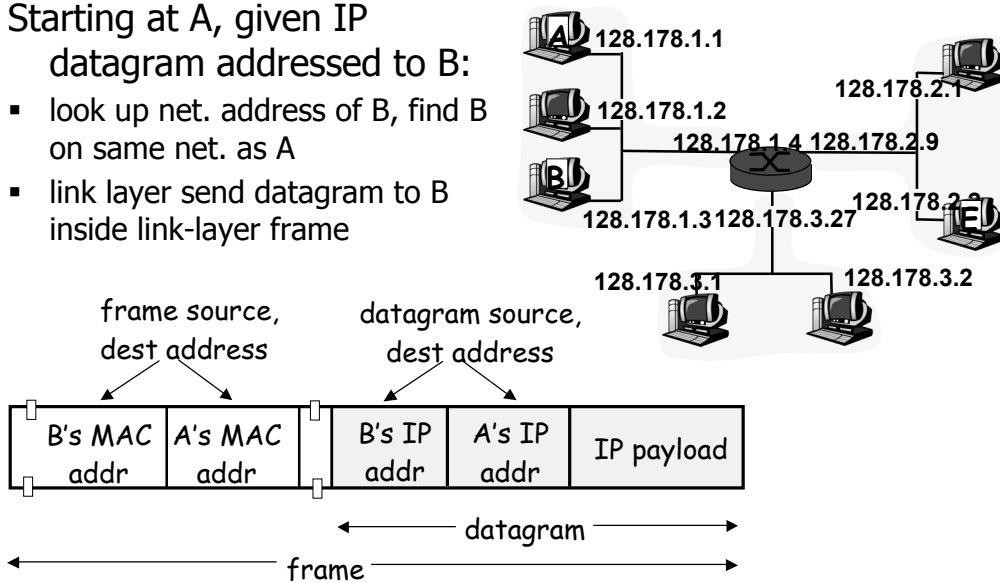 Starting at A, given IP
datagram addressed to B:
▪ look up net. address of B, find B
on same net. as A
▪ link layer send datagram to B
inside link-layer frame
A
128.178.1.1
128.178.1.2
B
128.178.1.3
128.178.1.4
128.178.2.9
128.178.2.1
E
128.178.3.27
128.178.3.1
128.178.3.2
frame source,
dest address
datagram source,
dest address
B's MAC
addr
A's MAC
addr
B's IP
addr
A's IP
addr
IP payload
datagram
frame